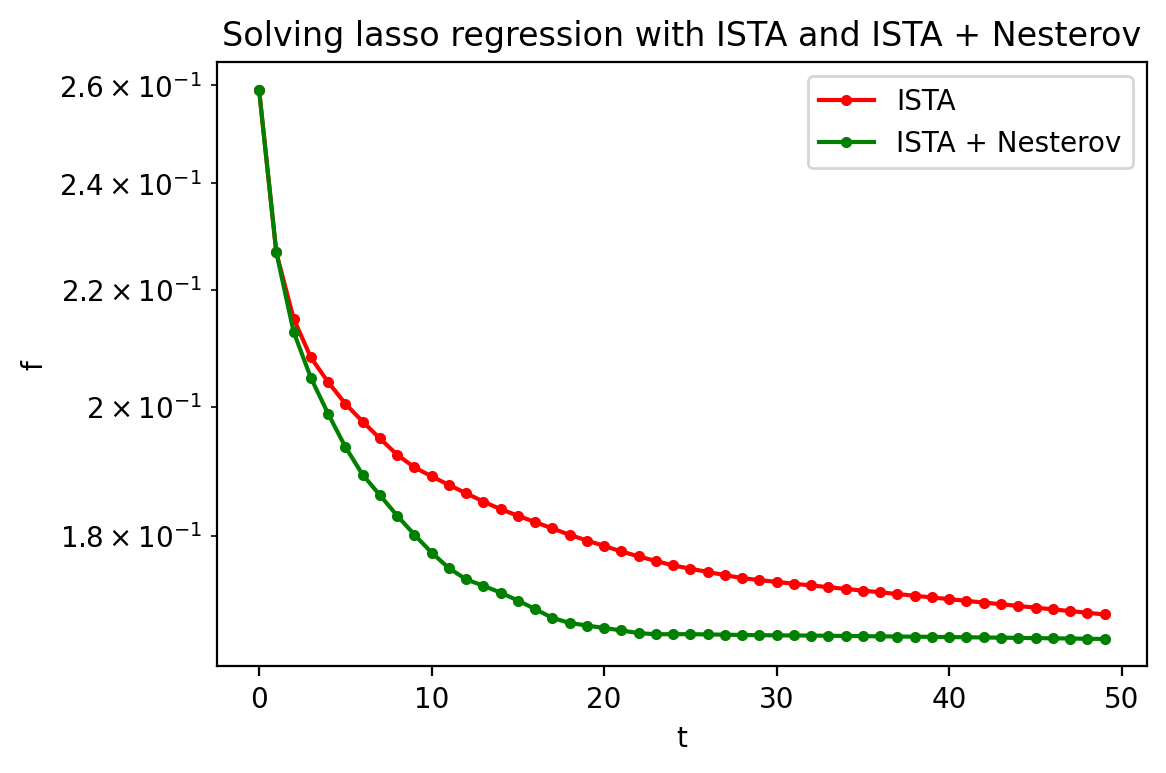 Solving lasso regression with ISTA and ISTA + Nesterov
2.6 × 10⁻¹
2.4 × 10⁻¹
2.2 × 10⁻¹
2 × 10⁻¹
1.8 × 10⁻¹
f
ISTA
ISTA + Nesterov
0 10 20 30 40 50
t